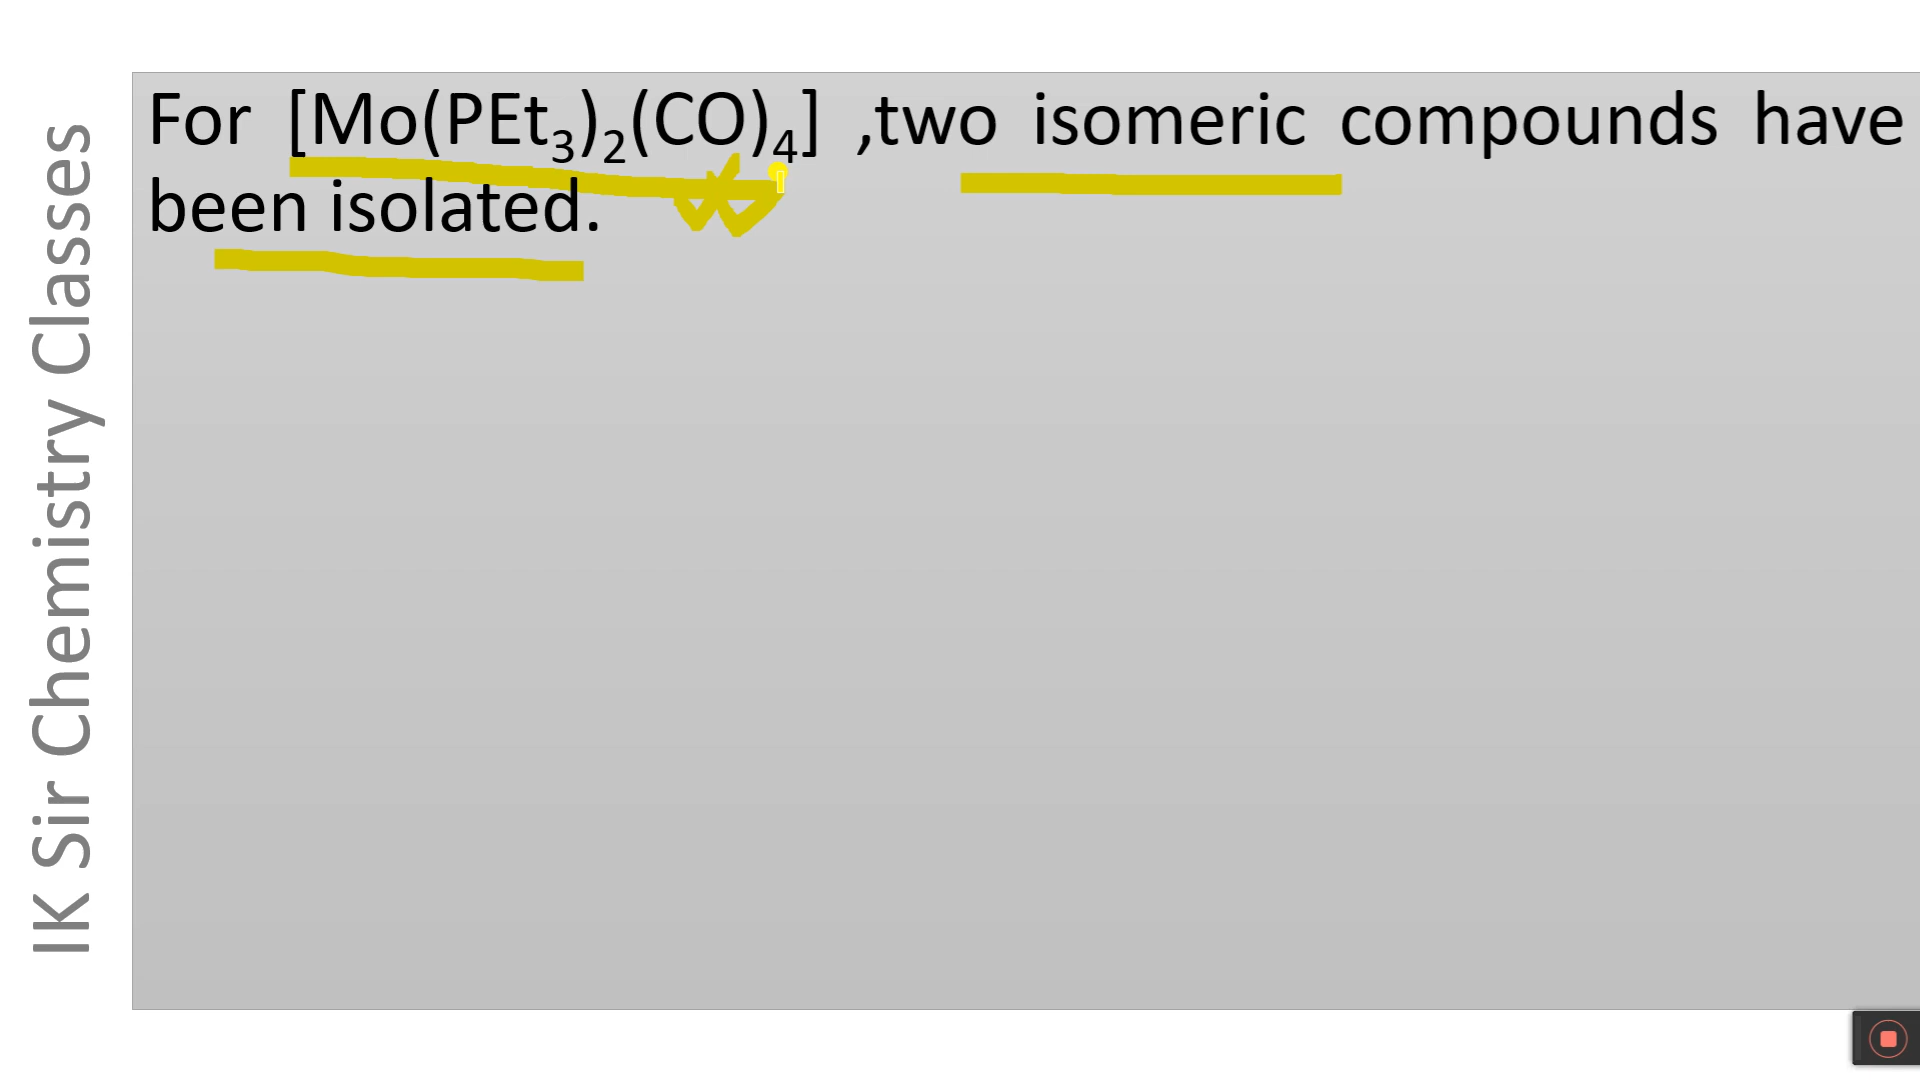 IK Sir Chemistry Classes
For [Mo(PEt₃)₂(CO)₄] ,two isomeric compounds have
been isolated.